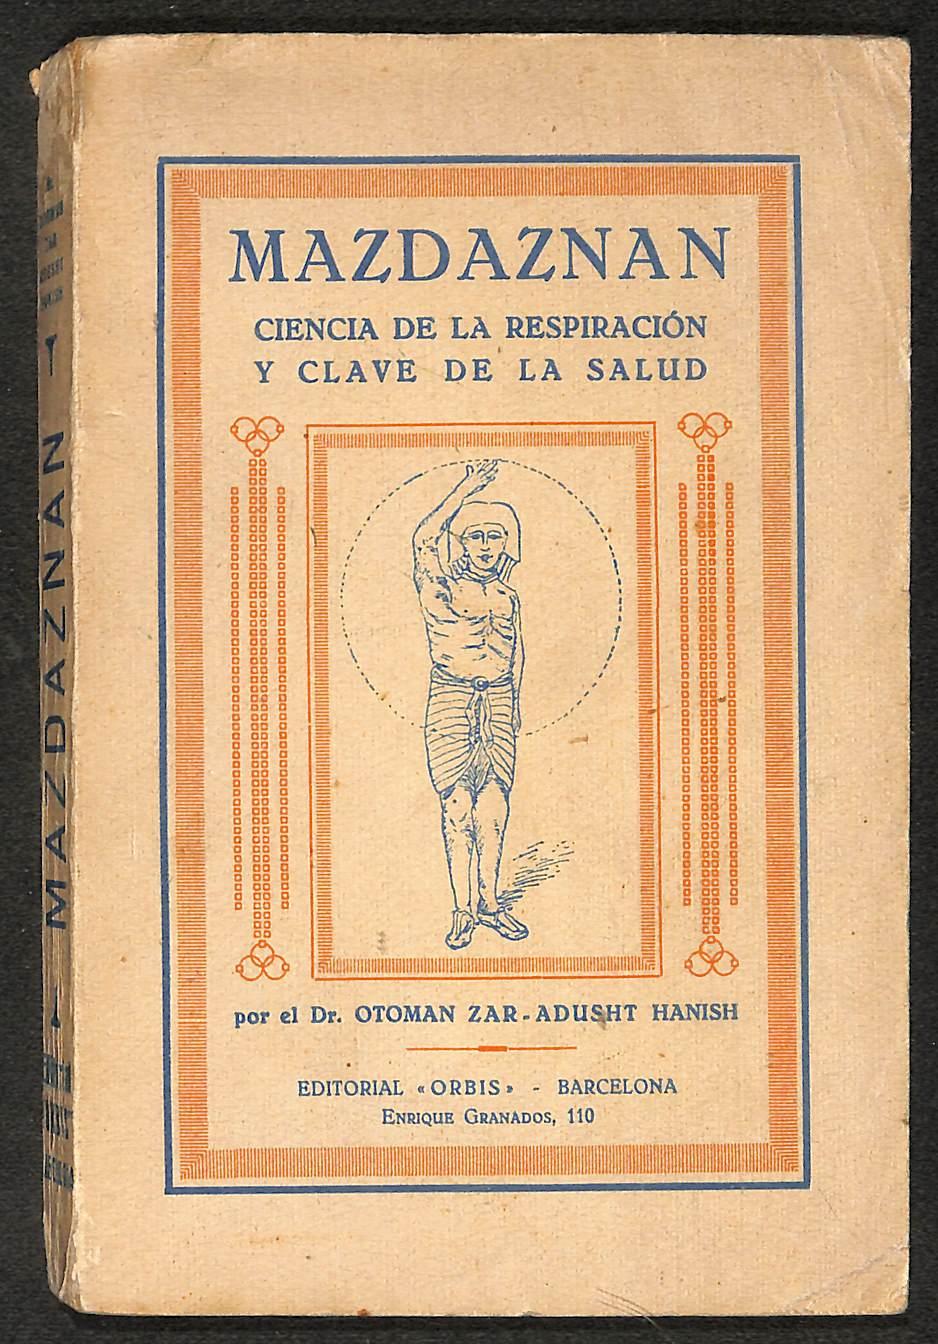 MAZDAZNAN
CIENCIA DE LA RESPIRACIÓN
Y CLAVE DE LA SALUD
por el Dr. OTOMAN ZAR-ADUSHT HANISH
EDITORIAL «ORBIS» - BARCELONA
ENRIQUE GRANADOS, 110
MAZDAZNAN